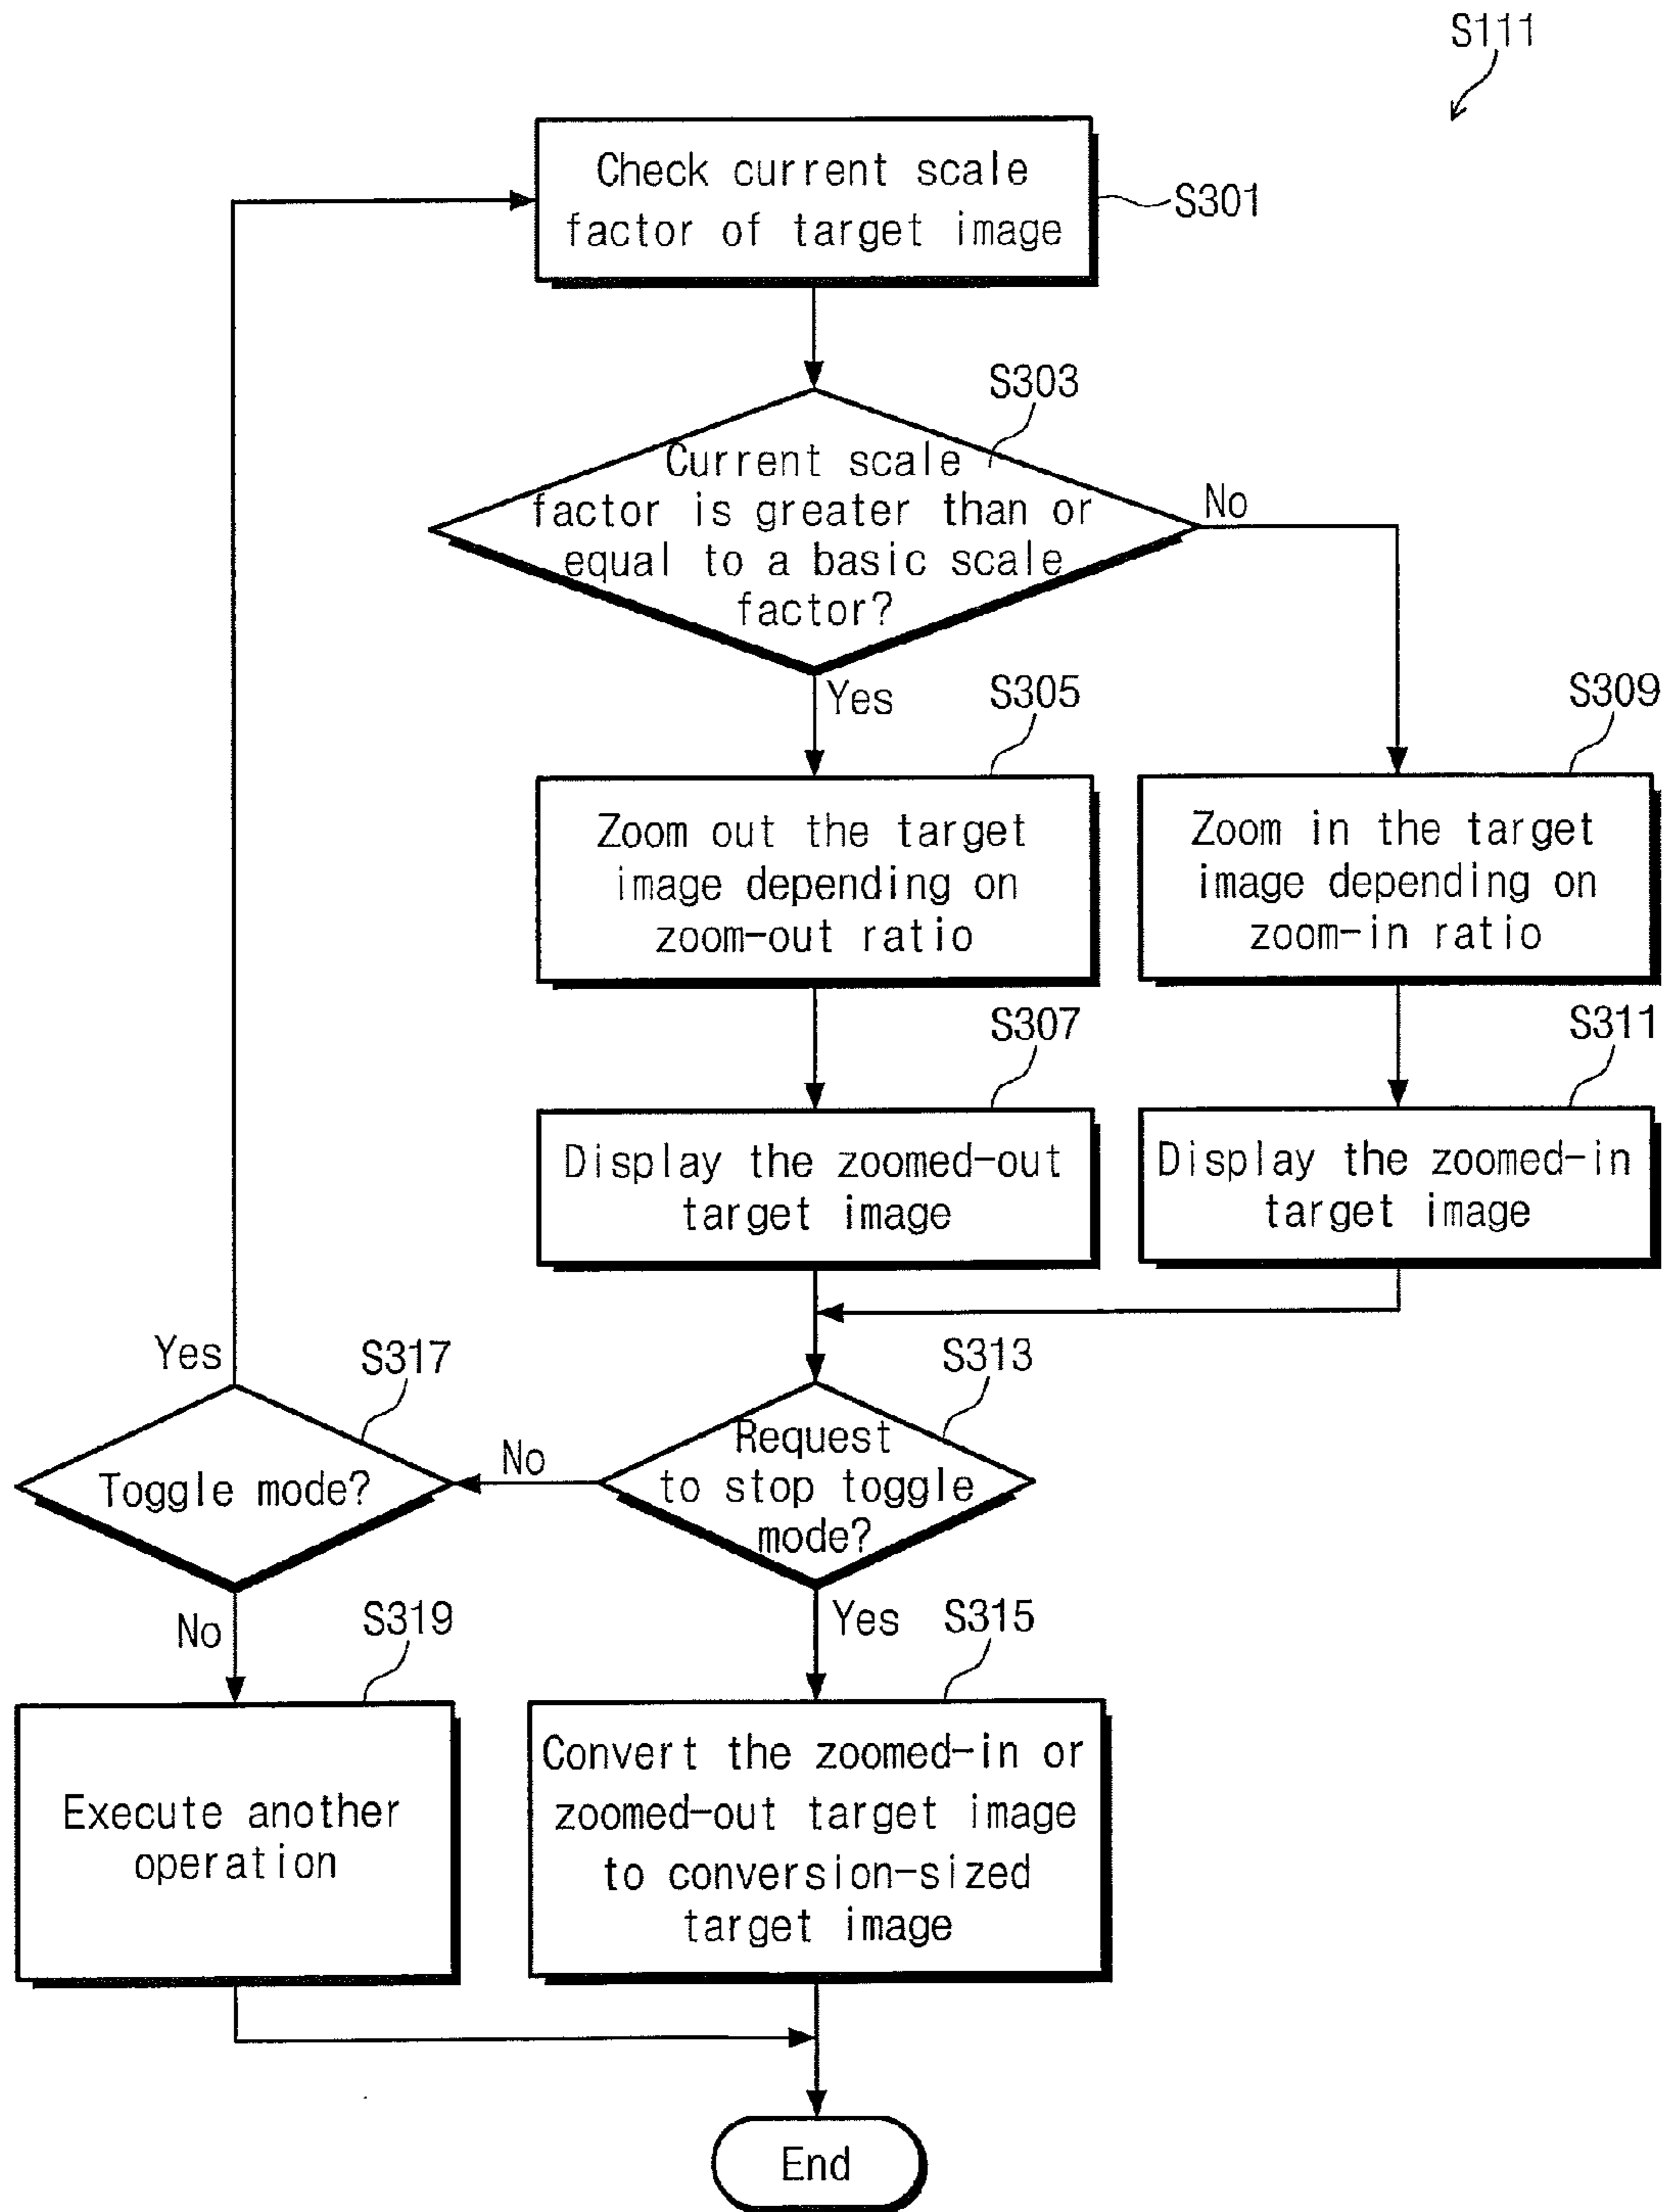 S111
Check current scale
factor of target image
S301
S303
Current scale
factor is greater than or
equal to a basic scale
factor?
No
Yes
S305
S309
Zoom out the target
image depending on
zoom-out ratio
Zoom in the target
image depending on
zoom-in ratio
S307
S311
Display the zoomed-out
target image
Display the zoomed-in
target image
Yes
S317
S313
Toggle mode?
No
Request
to stop toggle
mode?
No
S319
Yes
S315
Execute another
operation
Convert the zoomed-in or
zoomed-out target image
to conversion-sized
target image
End